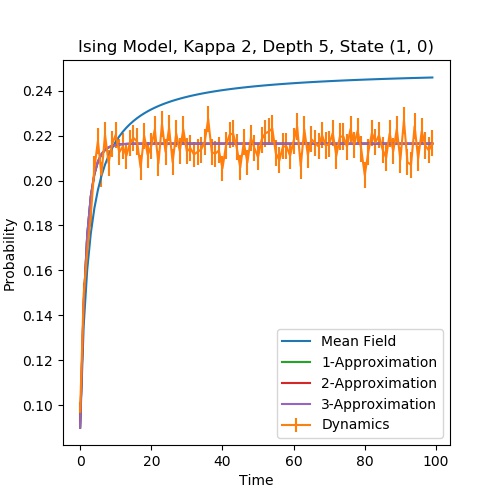 Ising Model, Kappa 2, Depth 5, State (1, 0)
0.24
0.22
0.20
0.18
0.16
0.14
0.12
0.10
Probability
Mean Field
1-Approximation
2-Approximation
3-Approximation
Dynamics
0 20 40 60 80 100
Time